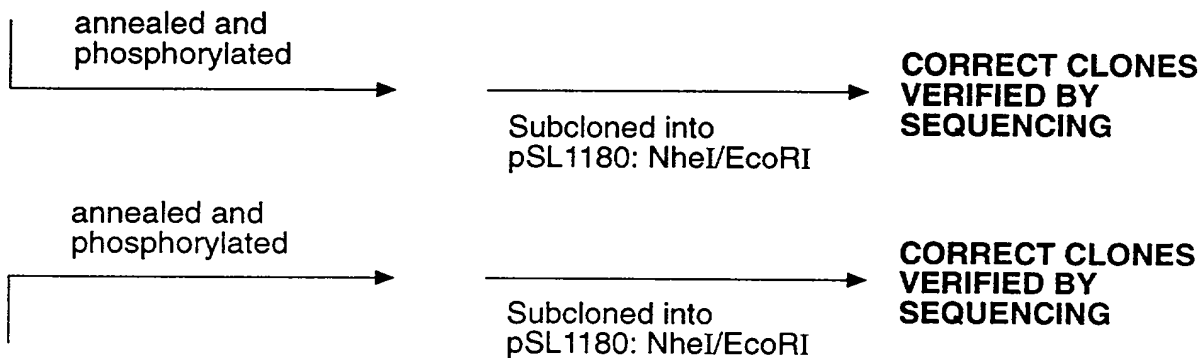 annealed and
phosphorylated
Subcloned into
pSL1180: NheI/EcoRI
CORRECT CLONES
VERIFIED BY
SEQUENCING
annealed and
phosphorylated
Subcloned into
pSL1180: NheI/EcoRI
CORRECT CLONES
VERIFIED BY
SEQUENCING